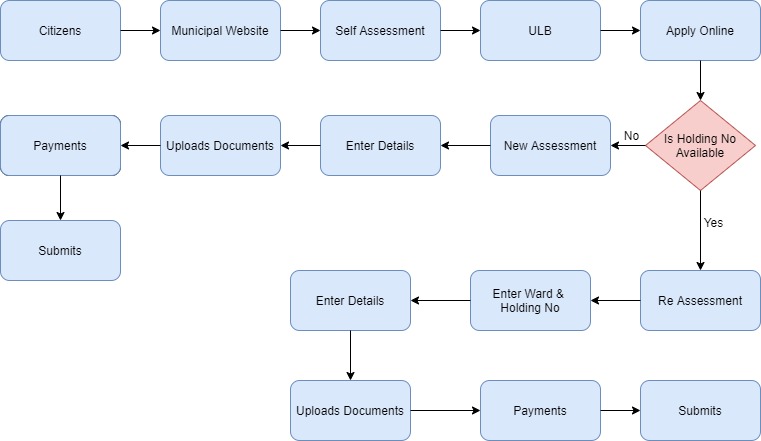 Citizens
Municipal Website
Self Assessment
ULB
Apply Online
Is Holding No
Available
No
New Assessment
Enter Details
Uploads Documents
Payments
Submits
Yes
Re Assessment
Enter Ward &
Holding No
Enter Details
Uploads Documents
Payments
Submits